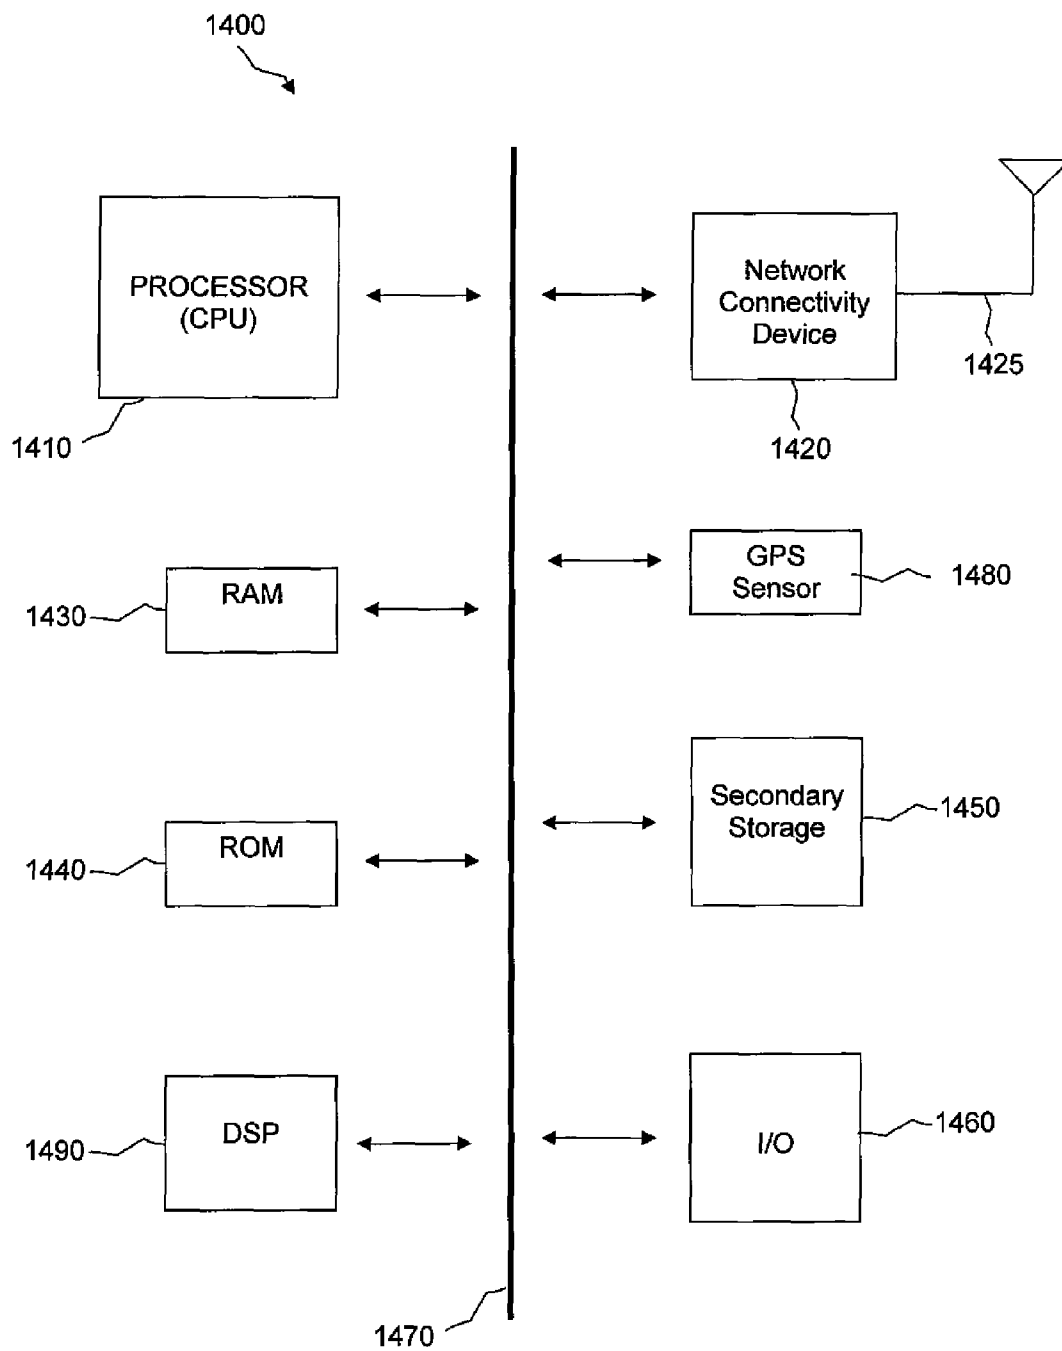 1400
PROCESSOR
(CPU)
1410
Network
Connectivity
Device
1425
1420
RAM
1430
GPS
Sensor
1480
ROM
1440
Secondary
Storage
1450
DSP
1490
I/O
1460
1470